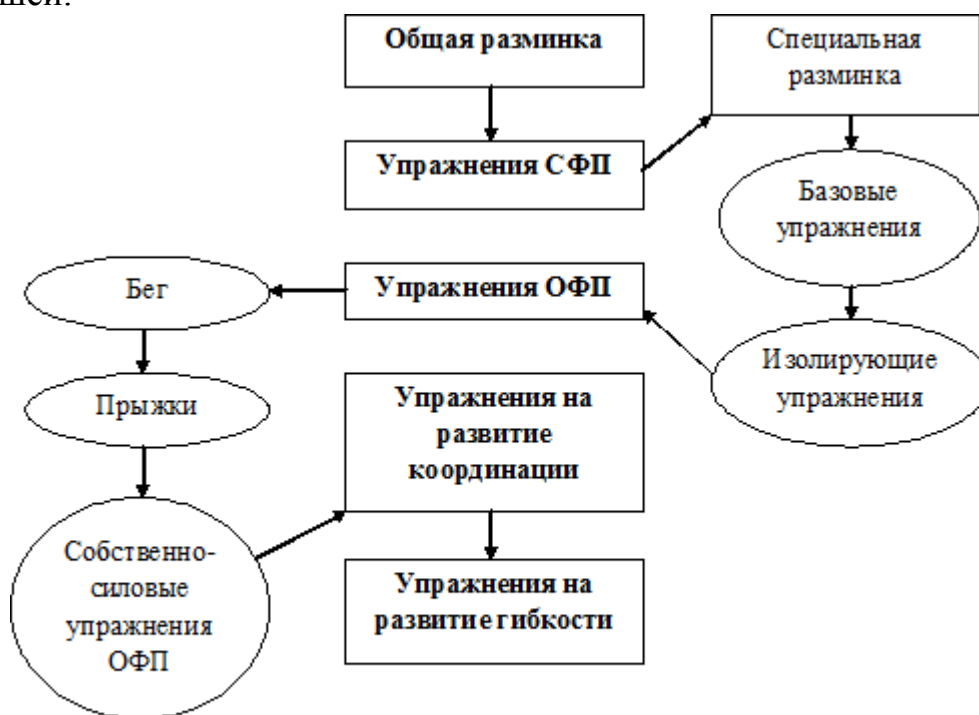 Общая разминка
Специальная
разминка
Упражнения СФП
Базовые
упражнения
Бег
Упражнения ОФП
Изолирующие
упражнения
Прыжки
Упражнения на
развитие
координации
Собственно-
силовые
упражнения
ОФП
Упражнения на
развитие гибкости